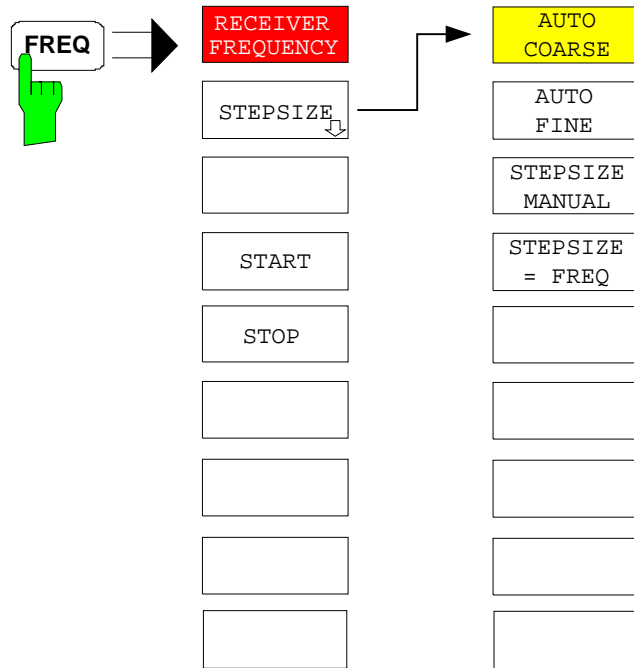 FREQ
RECEIVER
FREQUENCY
STEPSIZE
START
STOP
AUTO
COARSE
AUTO
FINE
STEPSIZE
MANUAL
STEPSIZE
= FREQ